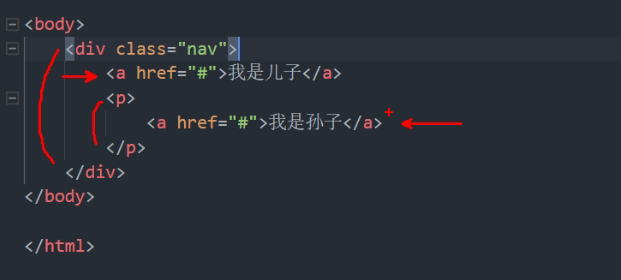 <body>
<div class="nav">
<a href="#">我是儿子</a>
<p>
<a href="#">我是孙子</a>
</p>
</div>
</body>
</html>